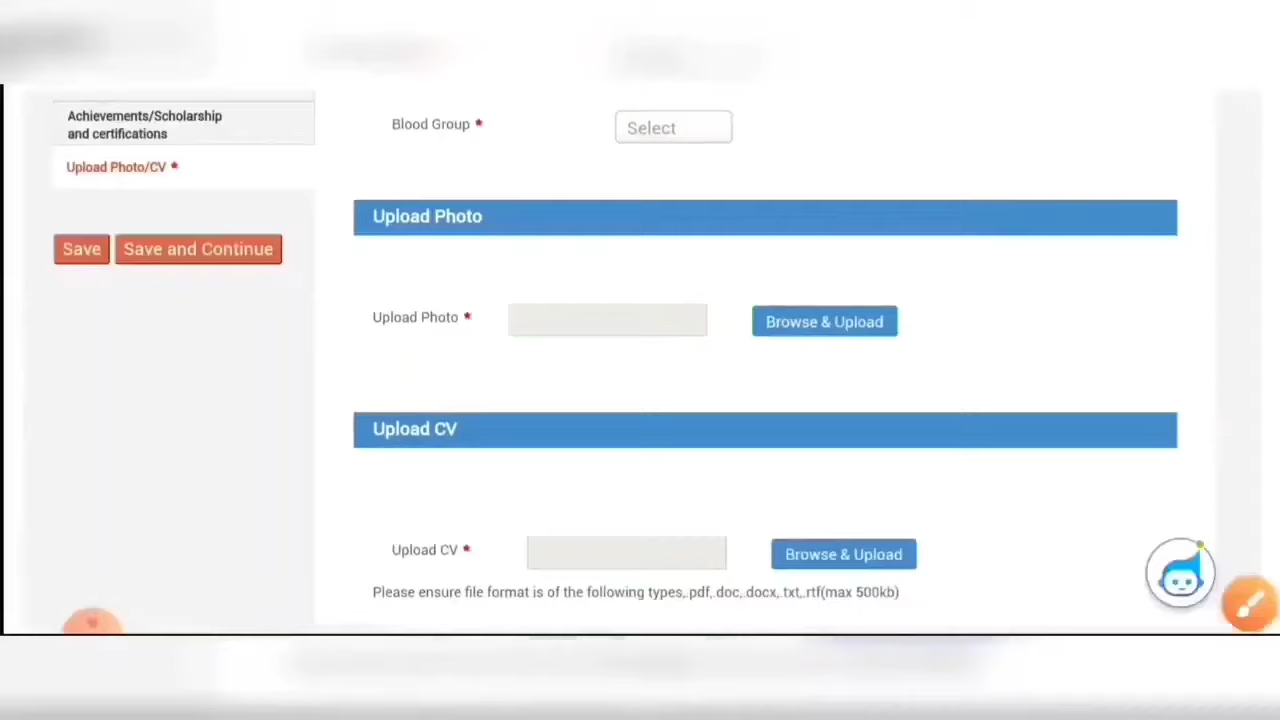 Achievements/Scholarship
and certifications
Upload Photo/CV *
Save
Save and Continue
Blood Group *
Select
Upload Photo
Upload Photo *
Browse & Upload
Upload CV
Upload CV *
Browse & Upload
Please ensure file format is of the following types,.pdf,.doc,.docx,.txt,.rtf(max 500kb)